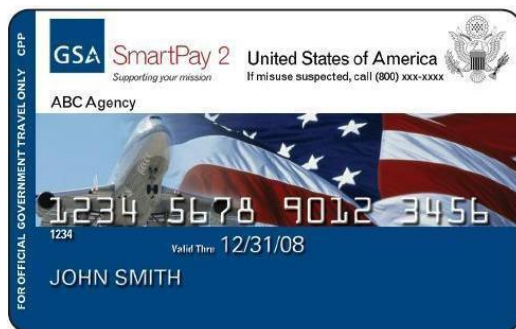 FOR OFFICIAL GOVERNMENT TRAVEL ONLY CPP
GSA SmartPay 2 United States of America
Supporting your mission If misuse suspected, call (800) xxx-xxxx
ABC Agency
1234 5678 9012 3456
1234
Valid Thru 12/31/08
JOHN SMITH